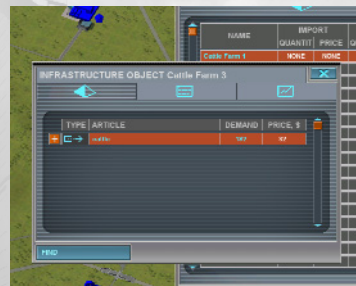 NAME
IMPORT
QUANTIT PRICE
Cattle Farm 1 NONE NONE
INFRASTRUCTURE OBJECT Cattle Farm 3
TYPE ARTICLE DEMAND PRICE, $
cattle
FIND